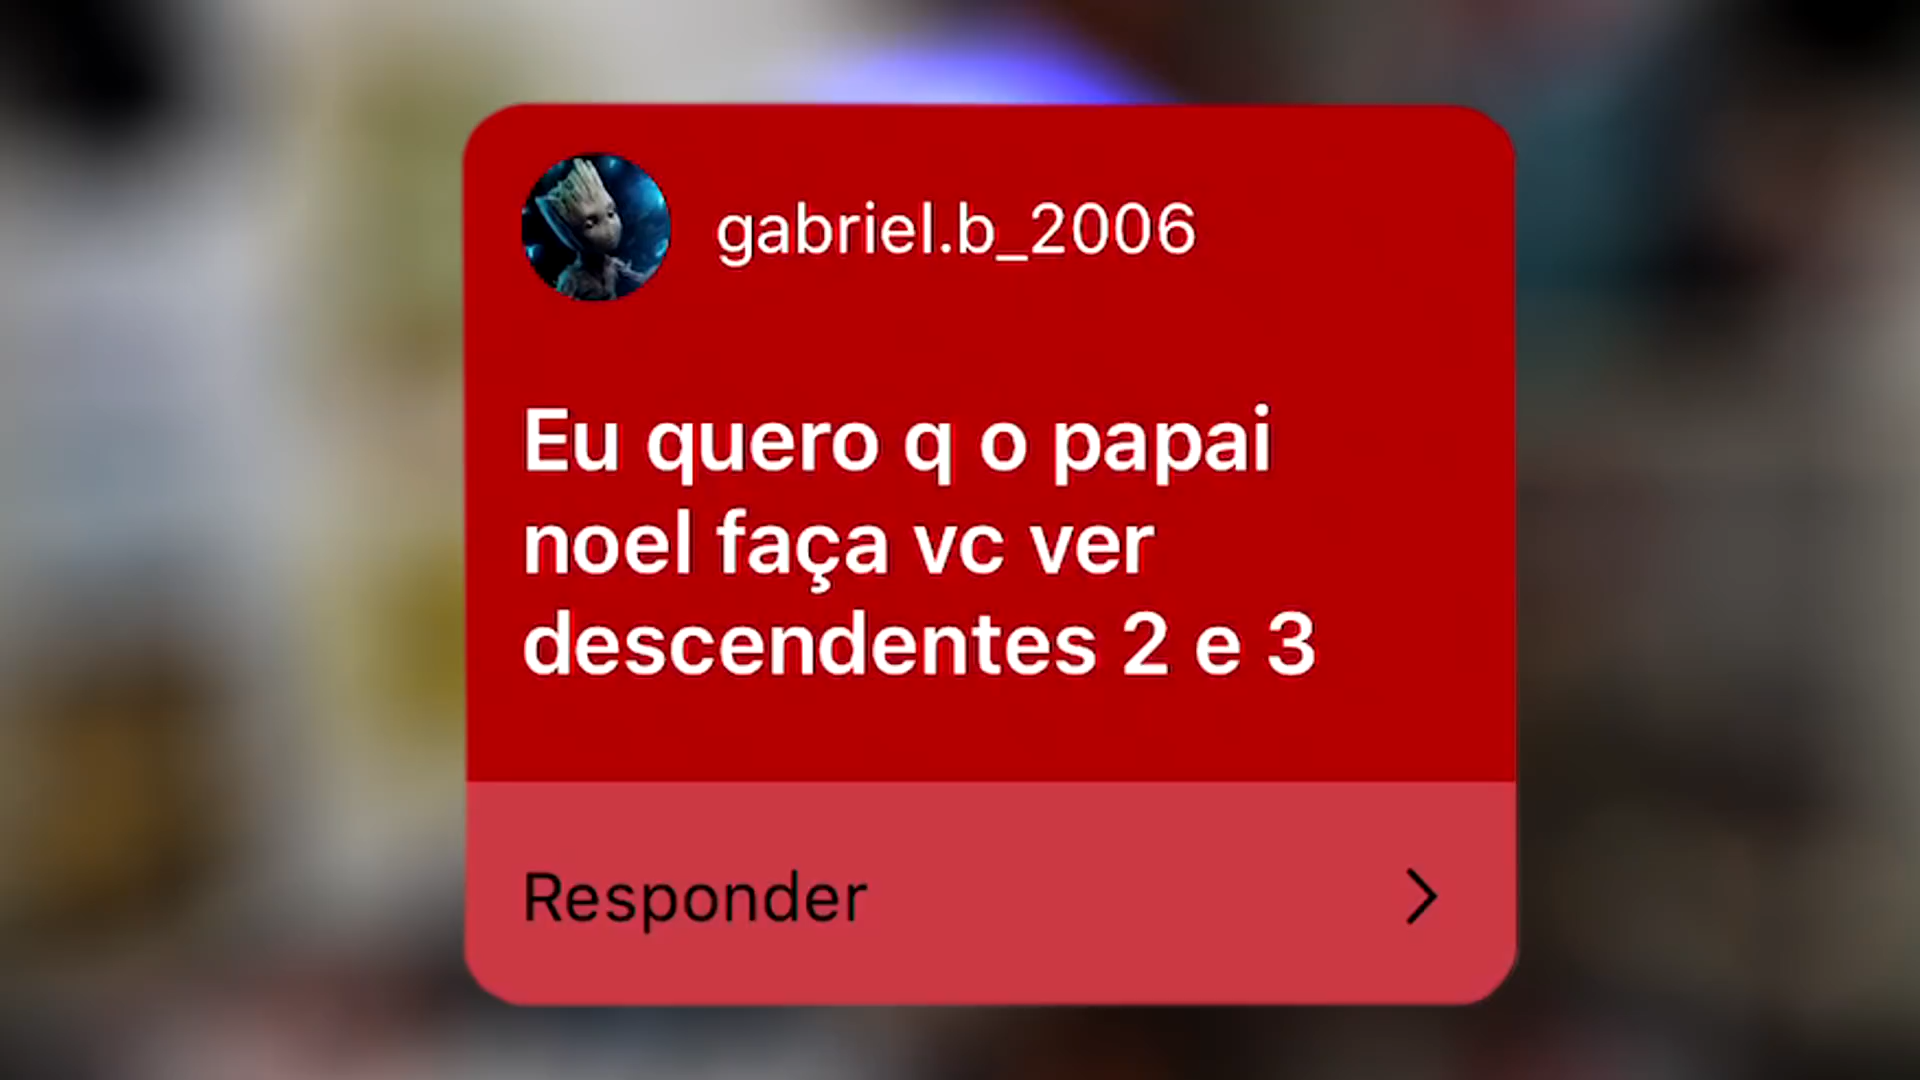 gabriel.b_2006
Eu quero q o papai
noel faça vc ver
descendentes 2 e 3
Responder